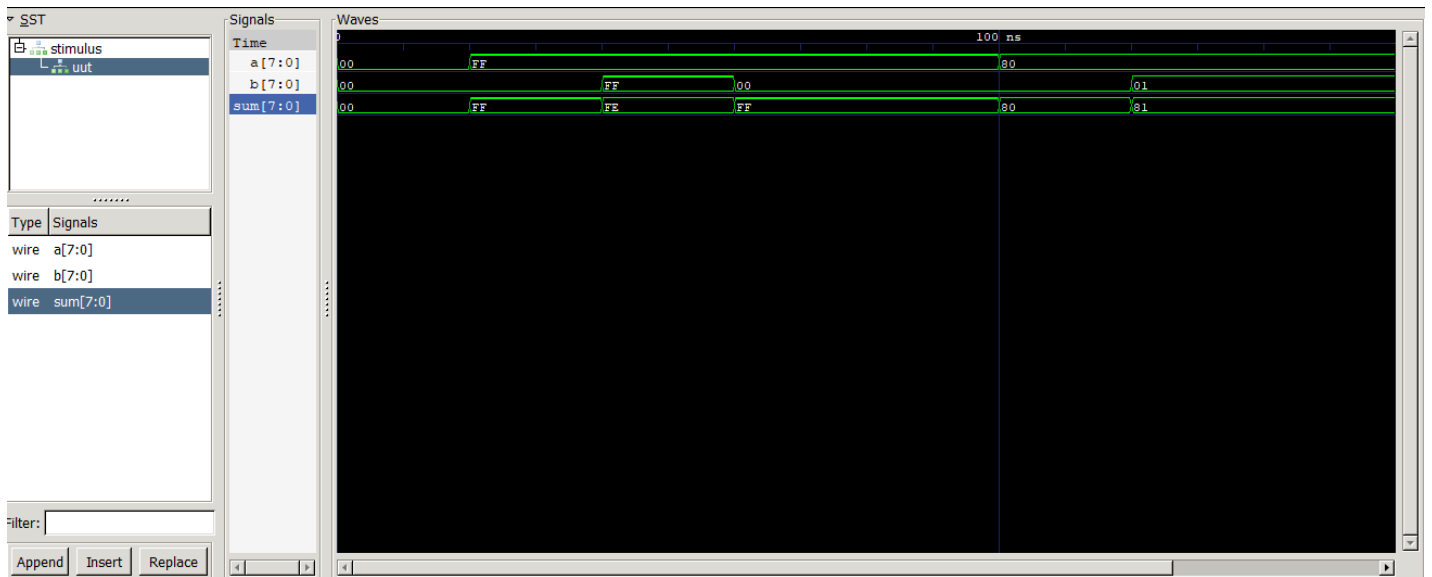 SST
Signals
Waves
stimulus
uut
Time
0
100 ns
a[7:0]
00 FF 80
b[7:0]
00 FF 00 01
sum[7:0]
00 FF FE FF 80 81
Type Signals
wire a[7:0]
wire b[7:0]
wire sum[7:0]
Filter:
Append Insert Replace